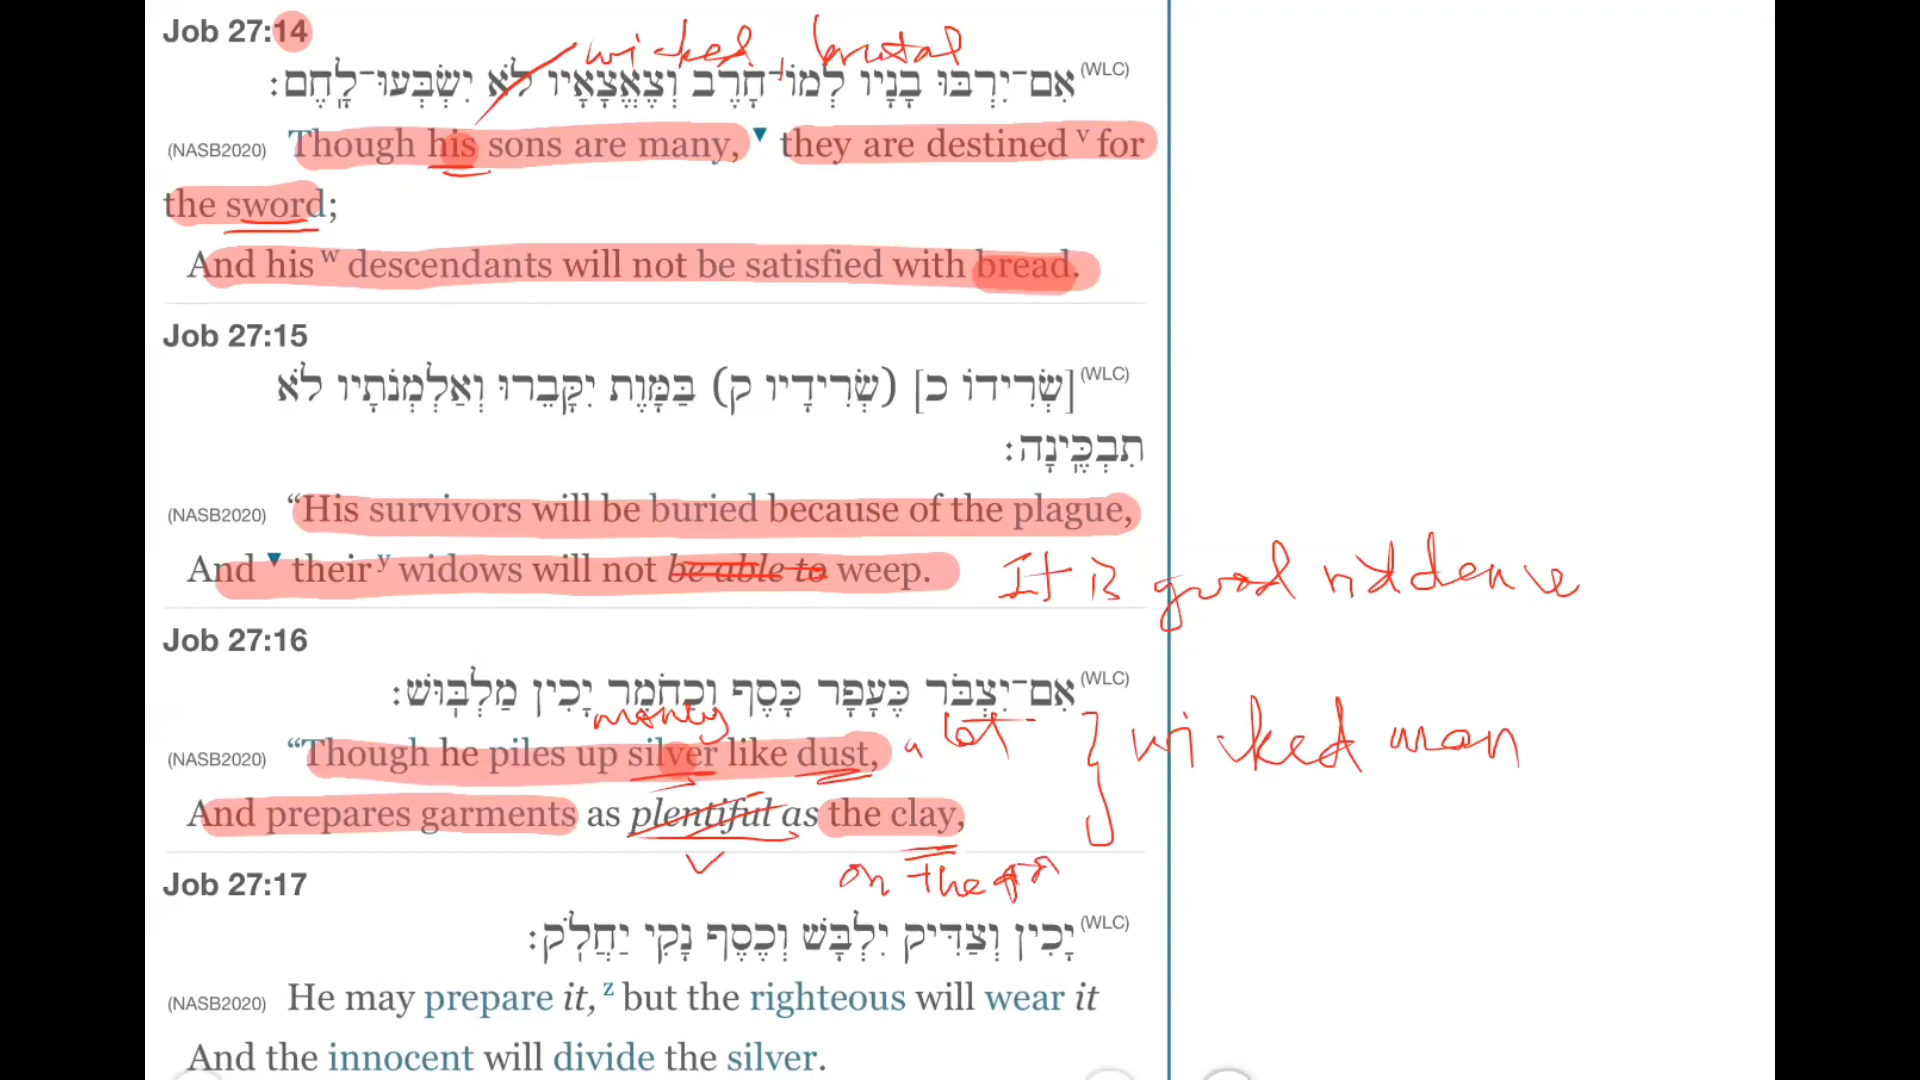 Job 27:14
wicked + brutal
(WLC) אִם־יִרְבּוּ בָנָיו לְמוֹ־חָרֶב וְצֶאֱצָאָיו לֹא יִשְׂבְּעוּ־לָחֶם׃
(NASB2020) Though his sons are many, they are destined v for
the sword;
And his w descendants will not be satisfied with bread.
Job 27:15
(WLC) [שְׂרִידוֹ כ] (שְׂרִידָיו ק) בַּמָּוֶת יִקָּבֵרוּ וְאַלְמְנֹתָיו לֹא
תִבְכֶּינָה׃
(NASB2020) “His survivors will be buried because of the plague,
And their y widows will not be able to weep. It is good
Job 27:16
(WLC) אִם־יִצְבֹּר כֶּעָפָר כָּסֶף וְכַחֹמֶר יָכִין מַלְבּוּשׁ׃
money
(NASB2020) “Though he piles up silver like dust, a lot } wicked man
And prepares garments as plentiful as the clay,
on the
Job 27:17
(WLC) יָכִין וְצַדִּיק יִלְבָּשׁ וְכֶסֶף נָקִי יַחֲלֹק׃
(NASB2020) He may prepare it, z but the righteous will wear it
And the innocent will divide the silver.